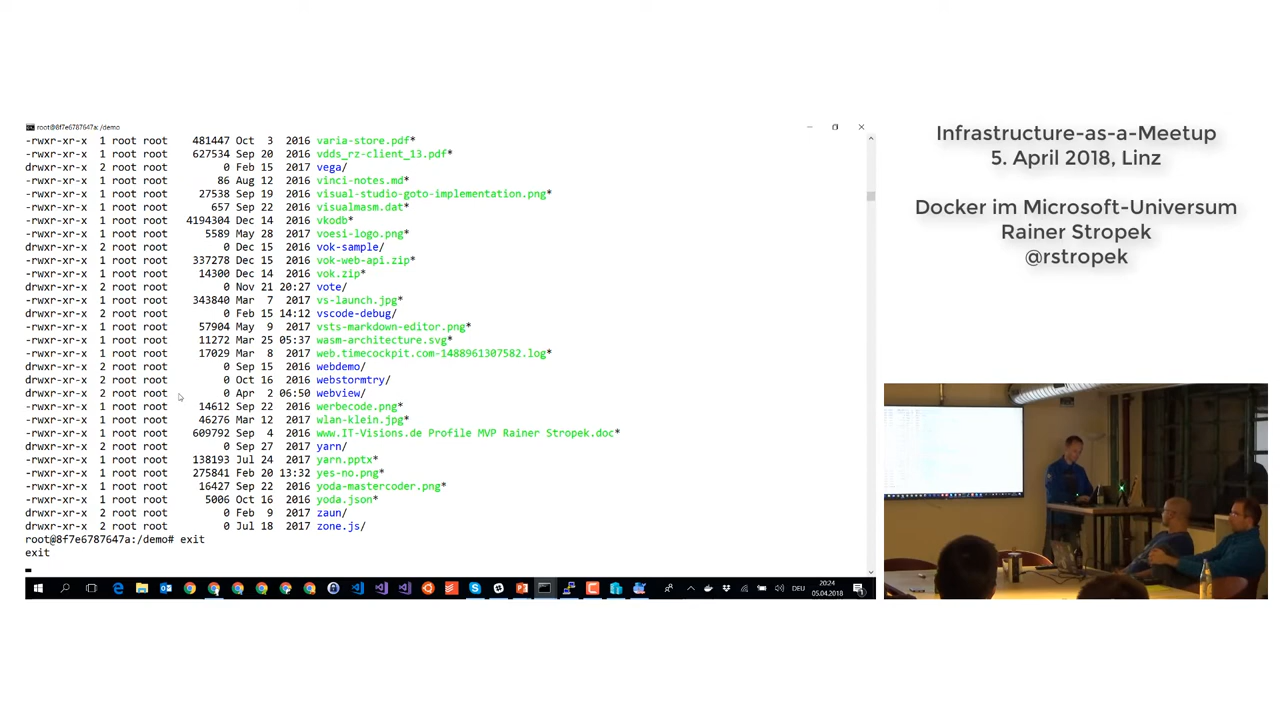 root@8f7e6787647a: /demo
-rwxr-xr-x 1 root root 481447 Oct 3 2016 varia-store.pdf*
-rwxr-xr-x 1 root root 627534 Sep 20 2016 vdds_rz-client_13.pdf*
drwxr-xr-x 2 root root 0 Feb 15 2017 vega/
-rwxr-xr-x 1 root root 86 Aug 12 2016 vinci-notes.md*
-rwxr-xr-x 1 root root 27538 Sep 19 2016 visual-studio-goto-implementation.png*
-rwxr-xr-x 1 root root 657 Sep 22 2016 visualmasm.dat*
-rwxr-xr-x 1 root root 4194304 Dec 14 2016 vkodb*
-rwxr-xr-x 1 root root 5589 May 28 2016 voesi-logo.png*
drwxr-xr-x 2 root root 0 Dec 15 2016 vok-sample/
-rwxr-xr-x 1 root root 337278 Dec 15 2016 vok-web-api.zip*
-rwxr-xr-x 1 root root 14300 Dec 14 2016 vok.zip*
drwxr-xr-x 2 root root 0 Nov 21 20:27 vote/
-rwxr-xr-x 1 root root 343840 Mar 7 2017 vs-launch.jpg*
drwxr-xr-x 2 root root 0 Feb 15 14:12 vscode-debug/
-rwxr-xr-x 1 root root 57904 May 9 2017 vsts-markdown-editor.png*
-rwxr-xr-x 1 root root 11272 Mar 25 05:37 wasm-architecture.svg*
-rwxr-xr-x 1 root root 17029 Mar 8 2017 web.timecockpit.com-1488961307582.log*
drwxr-xr-x 2 root root 0 Sep 15 2016 webdemo/
drwxr-xr-x 2 root root 0 Oct 16 2016 webstormtry/
drwxr-xr-x 2 root root 0 Apr 2 06:50 webview/
-rwxr-xr-x 1 root root 14612 Sep 22 2016 werbecode.png*
-rwxr-xr-x 1 root root 46276 Mar 12 2017 wlan-klein.jpg*
-rwxr-xr-x 1 root root 609792 Sep 4 2016 www.IT-Visions.de Profile MVP Rainer Stropek.doc*
drwxr-xr-x 2 root root 0 Sep 27 2016 yarn/
-rwxr-xr-x 1 root root 138193 Jul 24 2017 yarn.pptx*
-rwxr-xr-x 1 root root 275841 Feb 20 13:32 yes-no.png*
-rwxr-xr-x 1 root root 16427 Sep 22 2016 yoda-mastercoder.png*
-rwxr-xr-x 1 root root 5006 Oct 16 2016 yoda.json*
drwxr-xr-x 2 root root 0 Feb 9 2017 zaun/
drwxr-xr-x 2 root root 0 Jul 18 2017 zone.js/
root@8f7e6787647a:/demo# exit
exit
DEU
20:24
05.04.2018
Infrastructure-as-a-Meetup
5. April 2018, Linz
Docker im Microsoft-Universum
Rainer Stropek
@rstropek